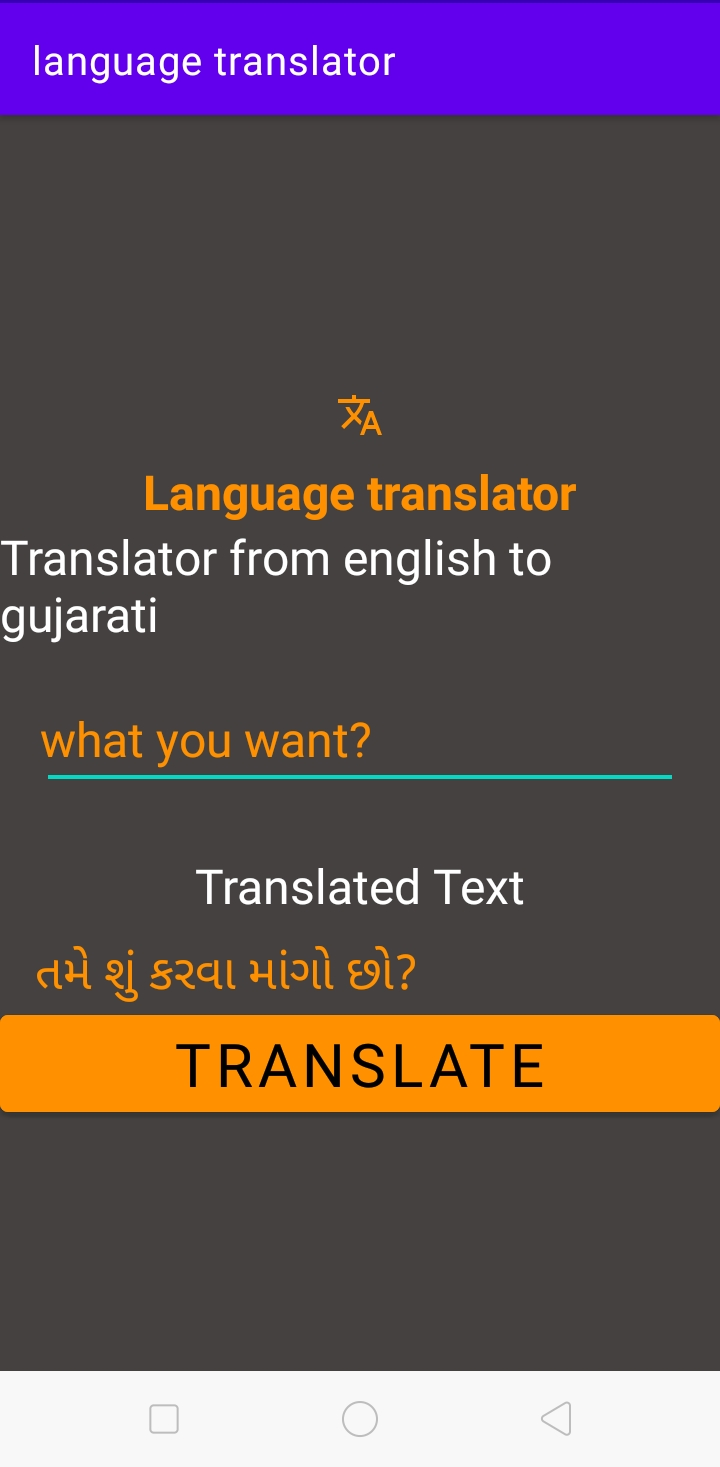 language translator
Language translator
Translator from english to
gujarati
what you want?
Translated Text
તમે શું કરવા માંગો છો?
TRANSLATE